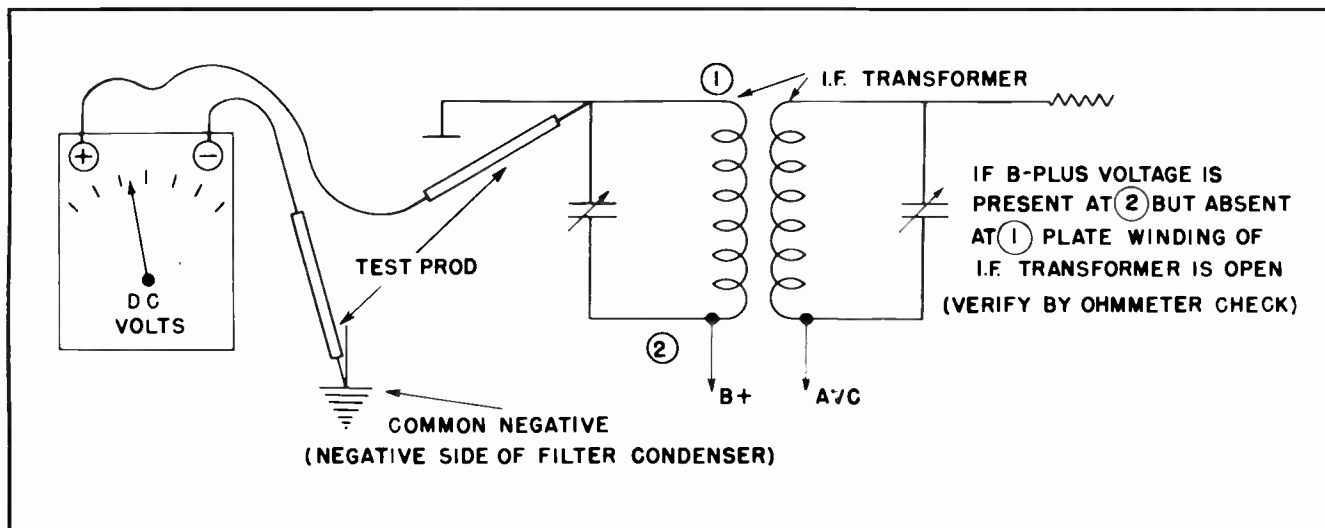 ① I.F. TRANSFORMER
+ −
DC
VOLTS
TEST PROD
IF B-PLUS VOLTAGE IS
PRESENT AT ② BUT ABSENT
AT ① PLATE WINDING OF
I.F. TRANSFORMER IS OPEN
(VERIFY BY OHMMETER CHECK)
②
B+ AVC
COMMON NEGATIVE
(NEGATIVE SIDE OF FILTER CONDENSER)